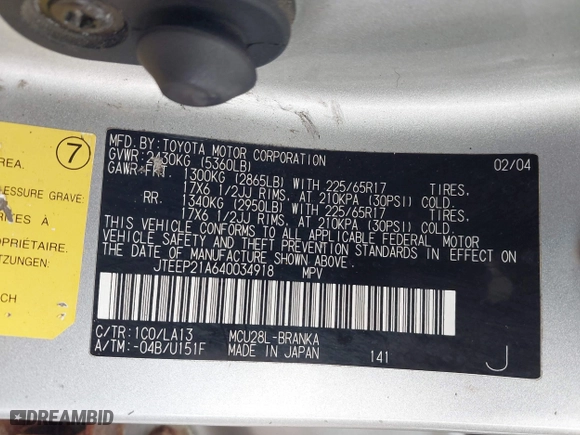 7
MFD. BY: TOYOTA MOTOR CORPORATION 02/04
GVWR: 2430KG (5360LB)
GAWR: FRT 1300KG (2865LB) WITH 225/65R17 TIRES.
17X6 1/2JJ RIMS, AT 210KPA (30PSI) COLD.
RR. 1340KG (2950LB) WITH 225/65R17 TIRES.
17X6 1/2JJ RIMS, AT 210KPA (30PSI) COLD.
THIS VEHICLE CONFORMS TO ALL APPLICABLE FEDERAL MOTOR
VEHICLE SAFETY AND THEFT PREVENTION STANDARDS IN EFFECT ON
THE DATE OF MANUFACTURE SHOWN ABOVE.
JTEEP21A640034918 MPV
C/TR: 1C0/LA13 MCU28L-BRANKA
A/TM: -04B/U151F MADE IN JAPAN 141 J
REA.
LESSURE GRAVE
TES À
OPRIÉTAIRE.
TZUNGEN:
CH
DREAMBID